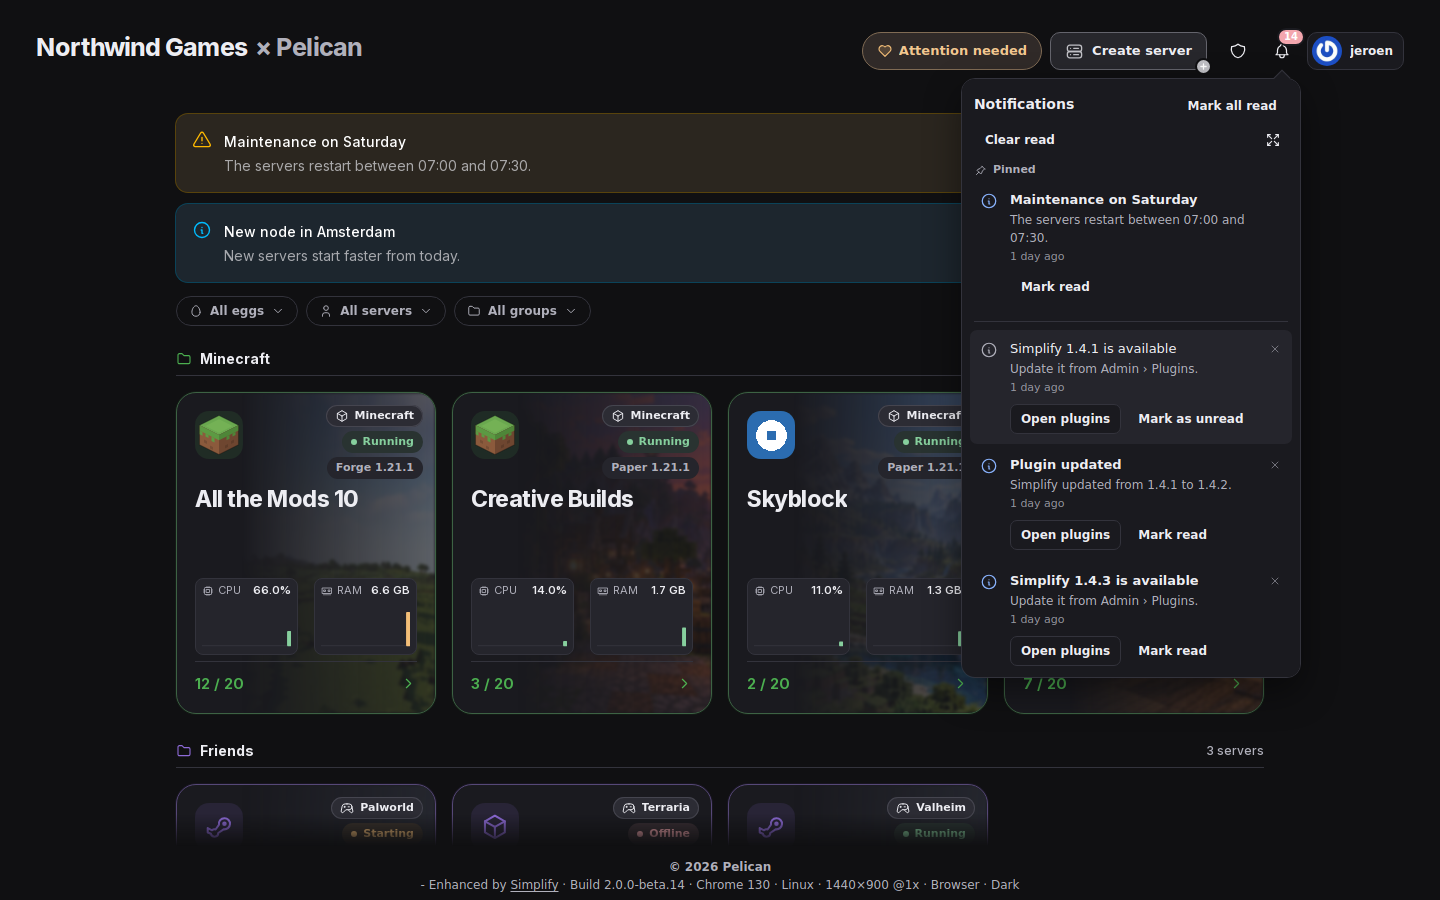 Northwind Games × Pelican
Attention needed
Create server
14
jeroen
Maintenance on Saturday
The servers restart between 07:00 and 07:30.
New node in Amsterdam
New servers start faster from today.
All eggs
All servers
All groups
Notifications
Mark all read
Clear read
Pinned
Maintenance on Saturday
The servers restart between 07:00 and
07:30.
1 day ago
Mark read
Simplify 1.4.1 is available
Update it from Admin › Plugins.
1 day ago
Open plugins
Mark as unread
Plugin updated
Simplify updated from 1.4.1 to 1.4.2.
1 day ago
Open plugins
Mark read
Simplify 1.4.3 is available
Update it from Admin › Plugins.
1 day ago
Open plugins
Mark read
Minecraft
Minecraft
Running
Forge 1.21.1
All the Mods 10
CPU 66.0%
RAM 6.6 GB
12 / 20
Minecraft
Running
Paper 1.21.1
Creative Builds
CPU 14.0%
RAM 1.7 GB
3 / 20
Minecraf
Running
Paper 1.21.1
Skyblock
CPU 11.0%
RAM 1.3 GB
2 / 20
7 / 20
Friends
3 servers
Palworld
Starting
Terraria
Offline
Valheim
Running
© 2026 Pelican
- Enhanced by Simplify · Build 2.0.0-beta.14 · Chrome 130 · Linux · 1440×900 @1x · Browser · Dark